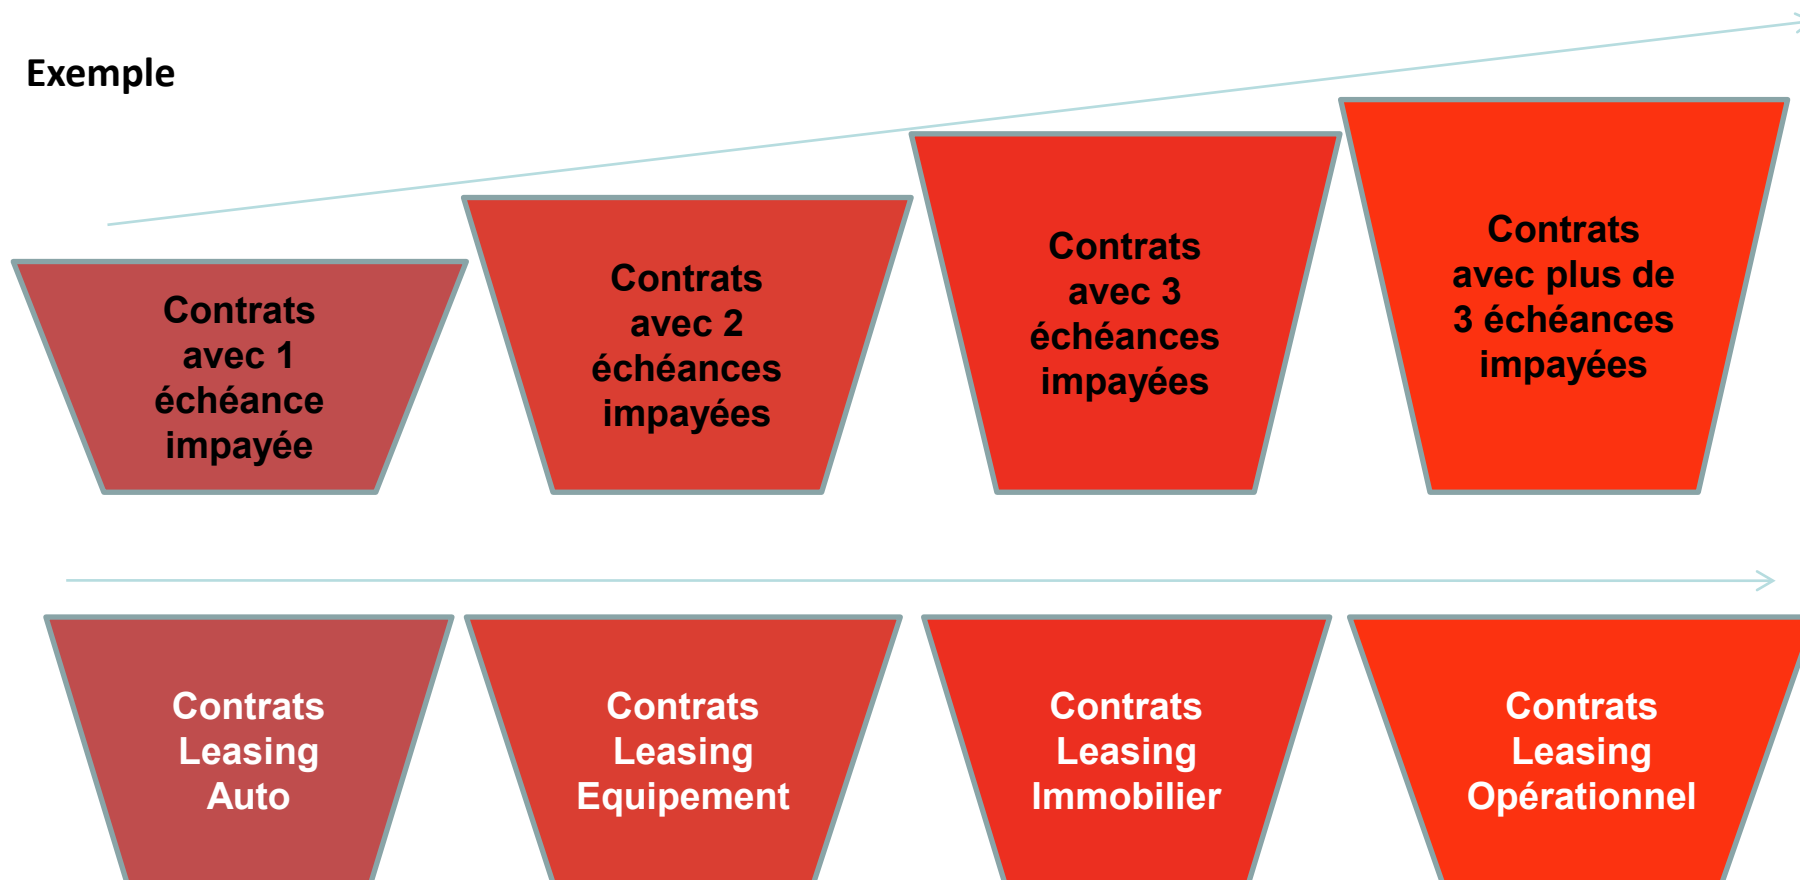 Exemple
Contrats
avec 1
échéance
impayée
Contrats
avec 2
échéances
impayées
Contrats
avec 3
échéances
impayées
Contrats
avec plus de
3 échéances
impayées
Contrats
Leasing
Auto
Contrats
Leasing
Equipement
Contrats
Leasing
Immobilier
Contrats
Leasing
Opérationnel